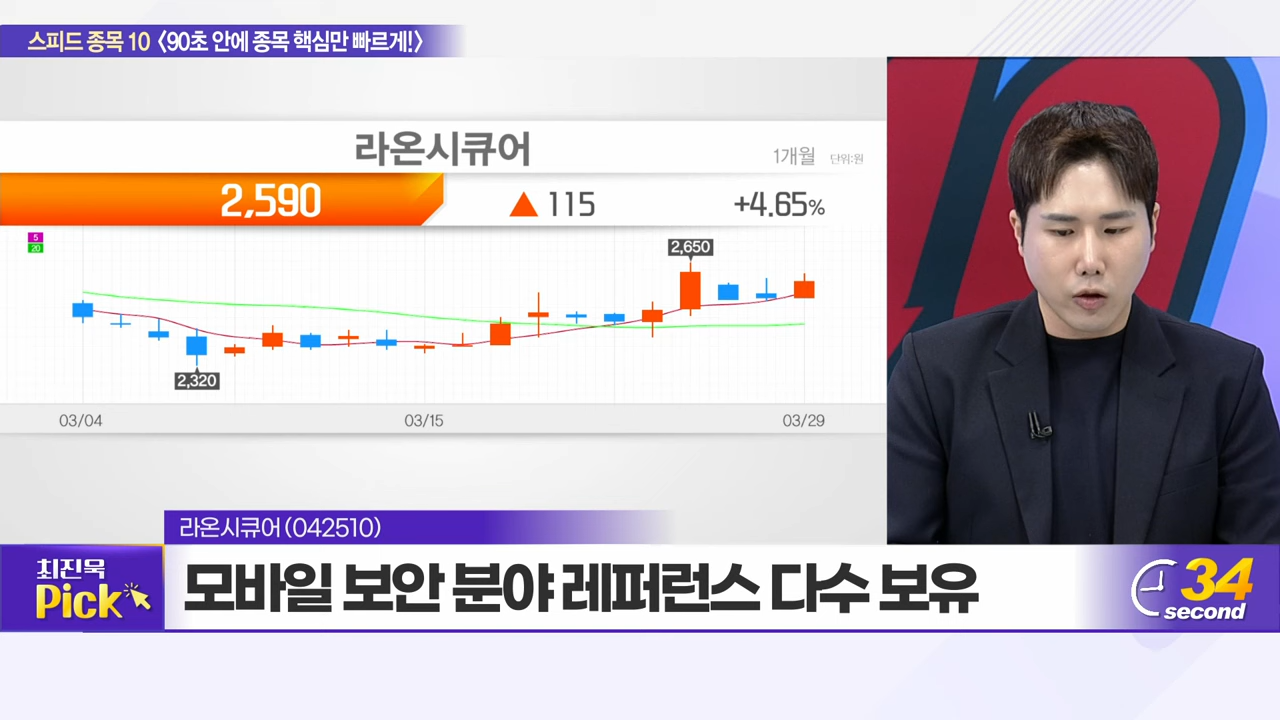 스피드 종목 10 〈90초 안에 종목 핵심만 빠르게!〉
라온시큐어
1개월 단위:원
2,590 ▲ 115 +4.65%
5
20
2,650
2,320
03/04 03/15 03/29
라온시큐어(042510)
최진욱
Pick
모바일 보안 분야 레퍼런스 다수 보유
34
second